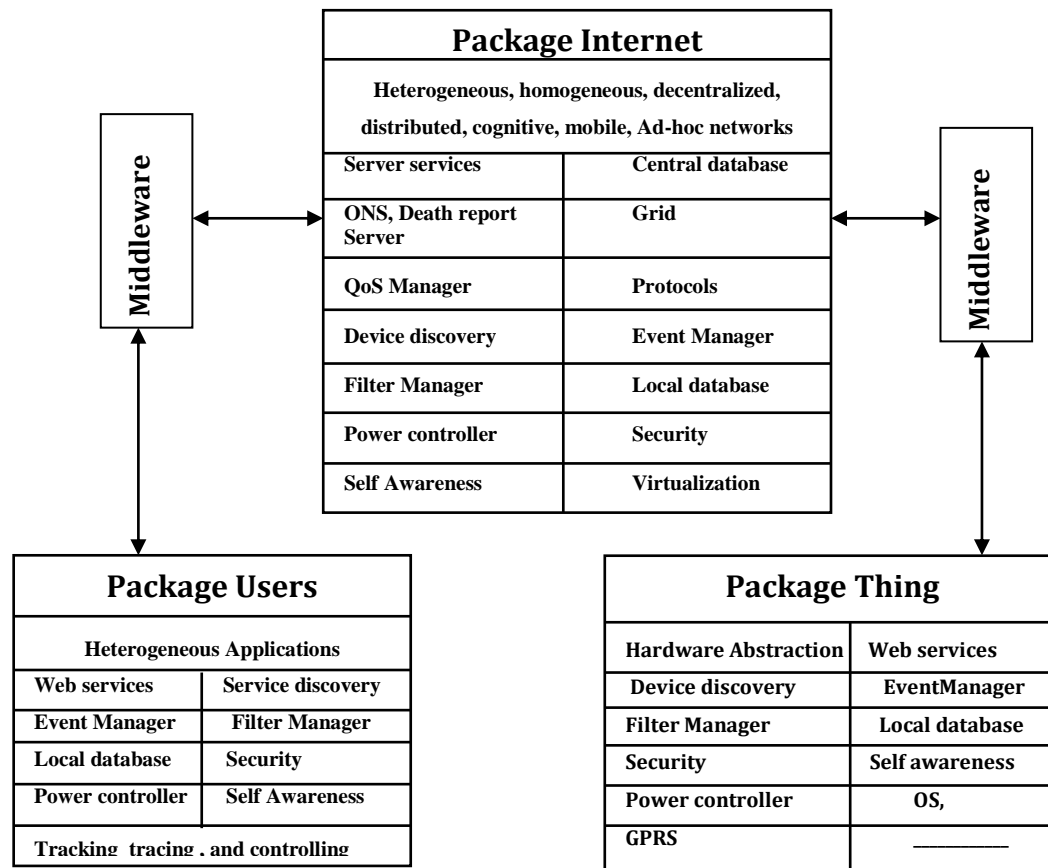 Package Internet
Heterogeneous, homogeneous, decentralized,
distributed, cognitive, mobile, Ad-hoc networks
Server services Central database
ONS, Death report Server Grid
QoS Manager Protocols
Device discovery Event Manager
Filter Manager Local database
Power controller Security
Self Awareness Virtualization
Middleware
Middleware
Package Users
Heterogeneous Applications
Web services Service discovery
Event Manager Filter Manager
Local database Security
Power controller Self Awareness
Tracking tracing , and controlling
Package Thing
Hardware Abstraction Web services
Device discovery EventManager
Filter Manager Local database
Security Self awareness
Power controller OS,
GPRS ____________